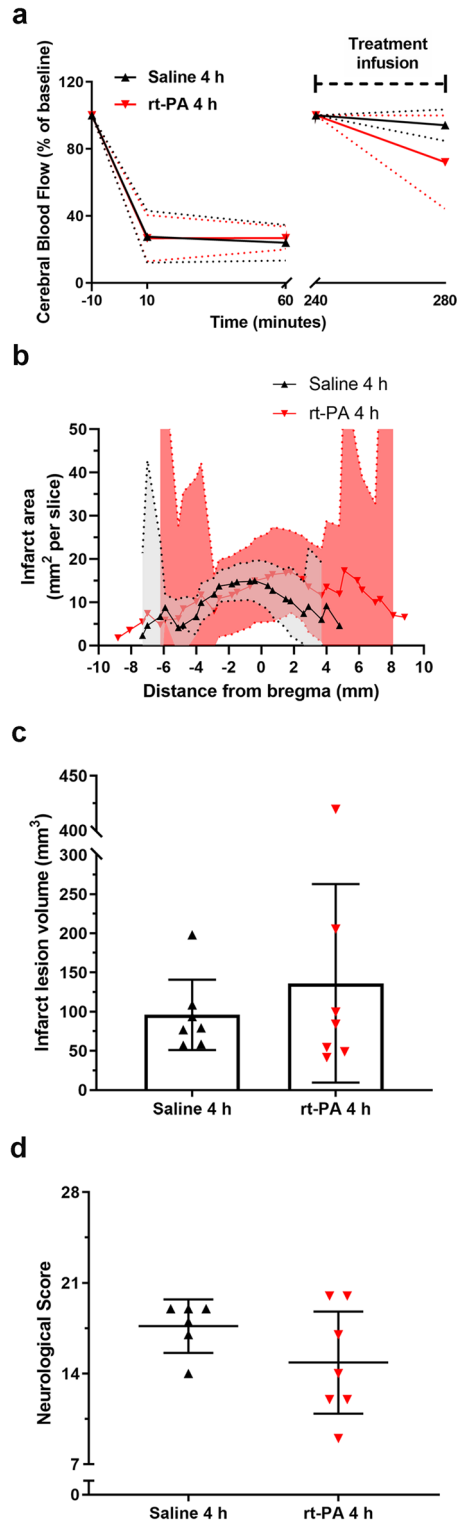 a
Treatment
infusion
Saline 4 h
rt-PA 4 h
Cerebral Blood Flow (% of baseline)
120
80
40
0
-10
10
60
240
280
Time (minutes)
b
Saline 4 h
rt-PA 4 h
Infarct area
(mm2 per slice)
50
40
30
20
10
0
-10
-8
-6
-4
-2
0
2
4
6
8
10
Distance from bregma (mm)
c
Infarct lesion volume (mm3)
450
400
300
250
200
150
100
50
0
Saline 4 h
rt-PA 4 h
d
Neurological Score
28
21
14
7
0
Saline 4 h
rt-PA 4 h